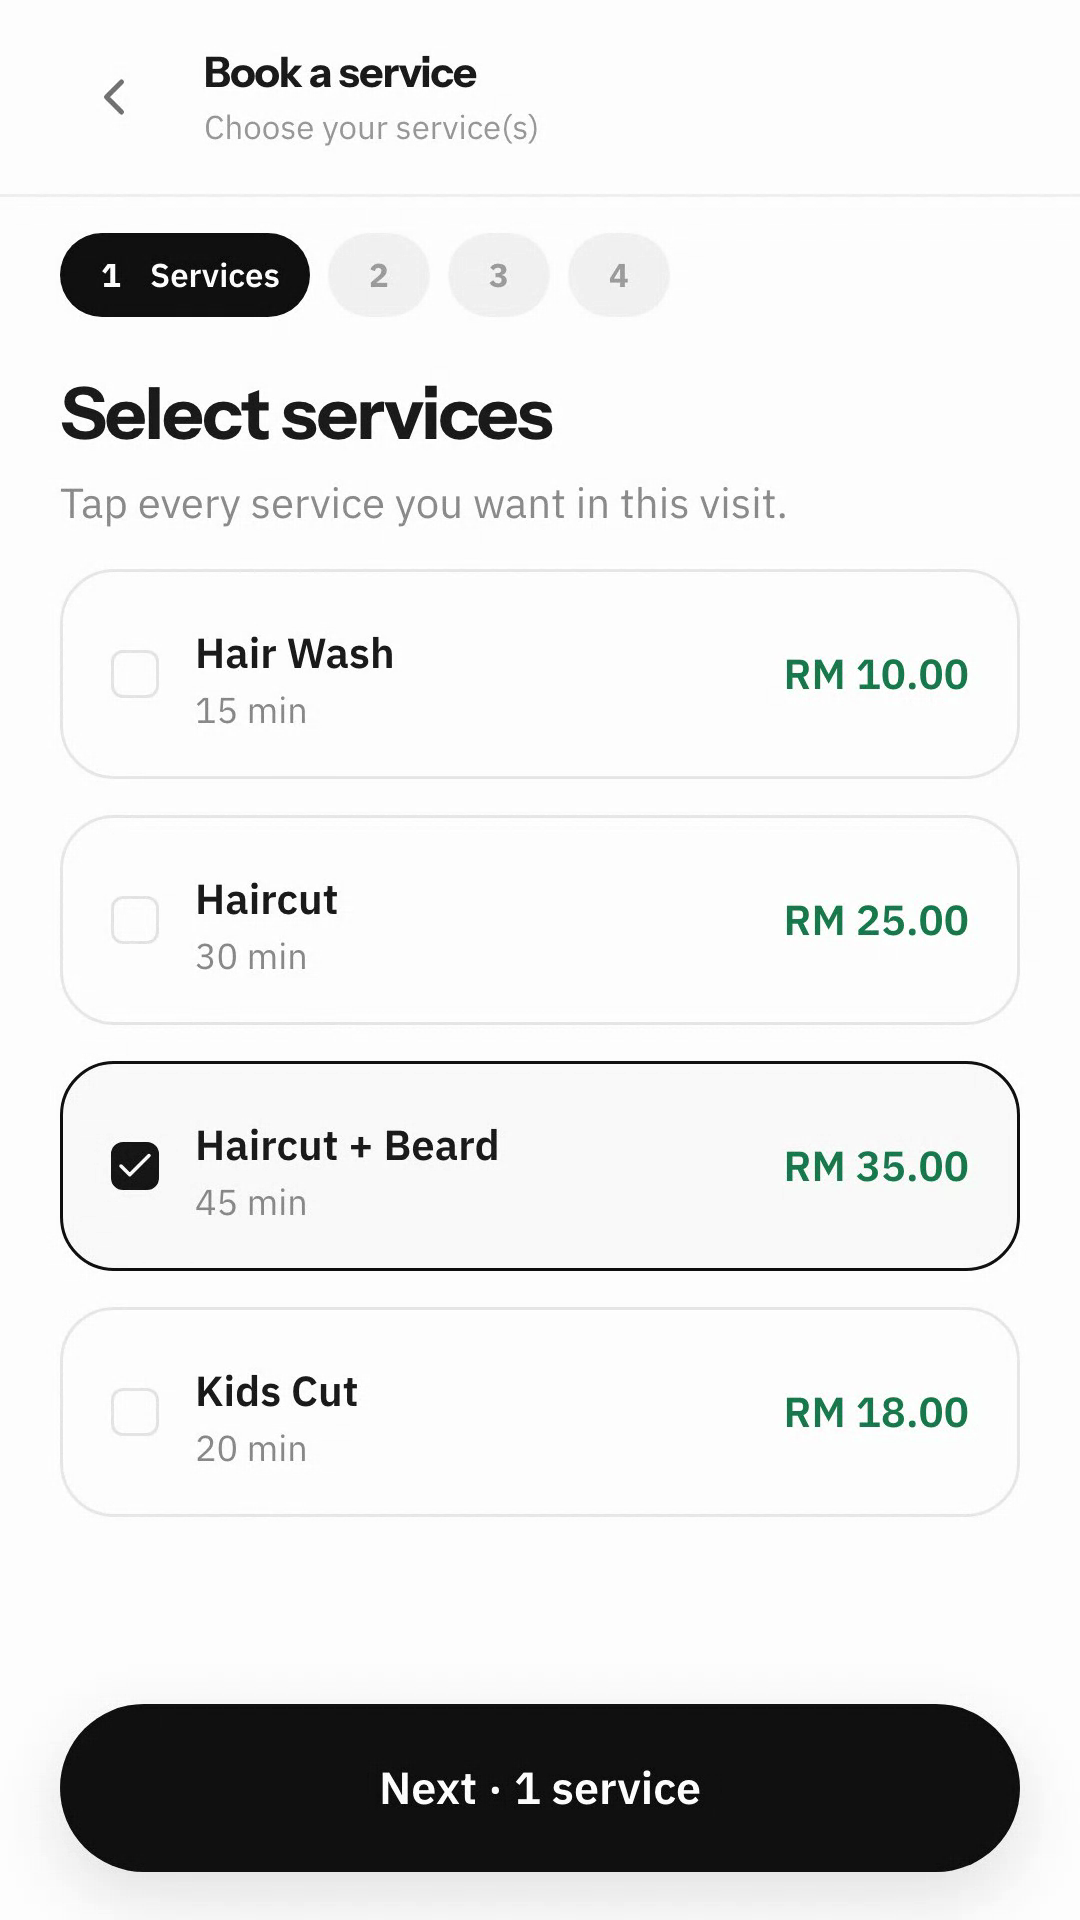 Book a service
Choose your service(s)
1 Services 2 3 4
Select services
Tap every service you want in this visit.
Hair Wash
15 min
RM 10.00
Haircut
30 min
RM 25.00
Haircut + Beard
45 min
RM 35.00
Kids Cut
20 min
RM 18.00
Next · 1 service